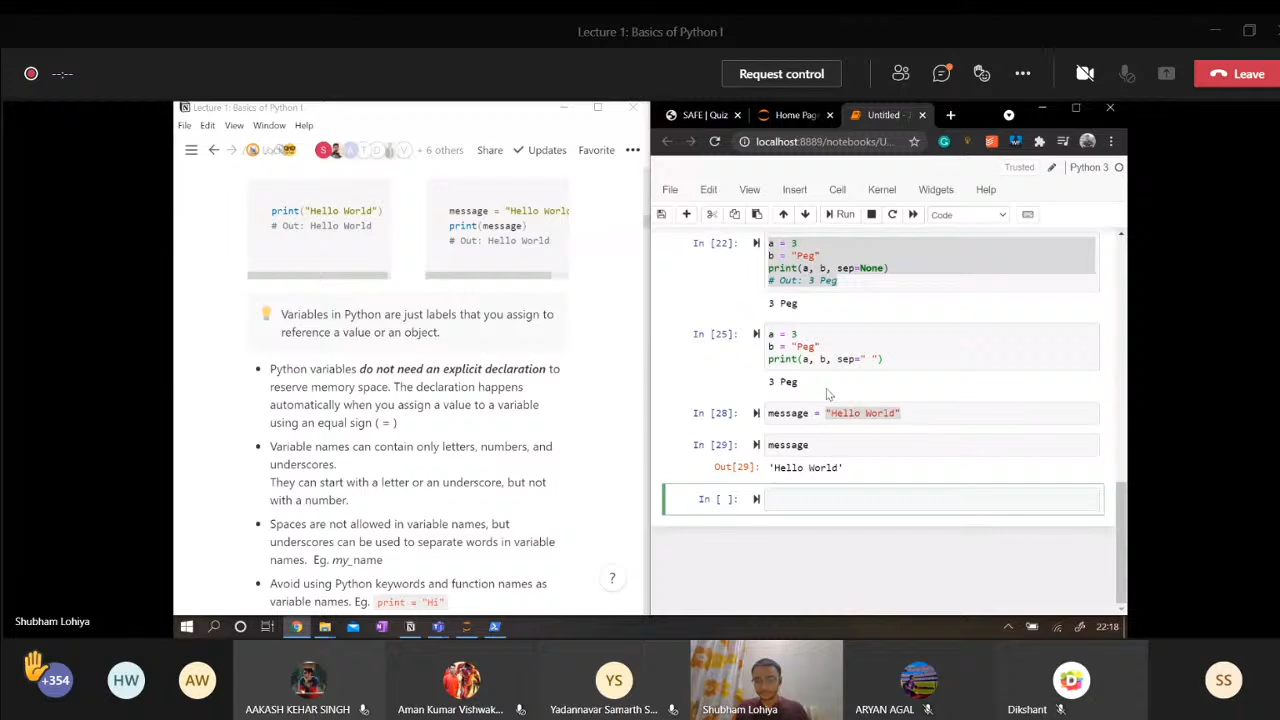 Lecture 1: Basics of Python I
--:--
Request control
Leave
Lecture 1: Basics of Python I
File Edit View Window Help
S A T D V + 6 others Share Updates Favorite
print("Hello World")
# Out: Hello World
message = "Hello World
print(message)
# Out: Hello World
Variables in Python are just labels that you assign to
reference a value or an object.
Python variables do not need an explicit declaration to
reserve memory space. The declaration happens
automatically when you assign a value to a variable
using an equal sign ( = )
Variable names can contain only letters, numbers, and
underscores.
They can start with a letter or an underscore, but not
with a number.
Spaces are not allowed in variable names, but
underscores can be used to separate words in variable
names. Eg. my_name
Avoid using Python keywords and function names as
variable names. Eg. print = "Hi"
?
SAFE | Quiz Home Page Untitled - J
localhost:8889/notebooks/U...
Trusted Python 3
File Edit View Insert Cell Kernel Widgets Help
Run Code
In [22]: a = 3
b = "Peg"
print(a, b, sep=None)
# Out: 3 Peg
3 Peg
In [25]: a = 3
b = "Peg"
print(a, b, sep=" ")
3 Peg
In [28]: message = "Hello World"
In [29]: message
Out[29]: 'Hello World'
In [ ]:
Shubham Lohiya
22:18
+354
HW
AW
AAKASH KEHAR SINGH
Aman Kumar Vishwak...
YS
Yadannavar Samarth S...
Shubham Lohiya
ARYAN AGAL
Dikshant
SS